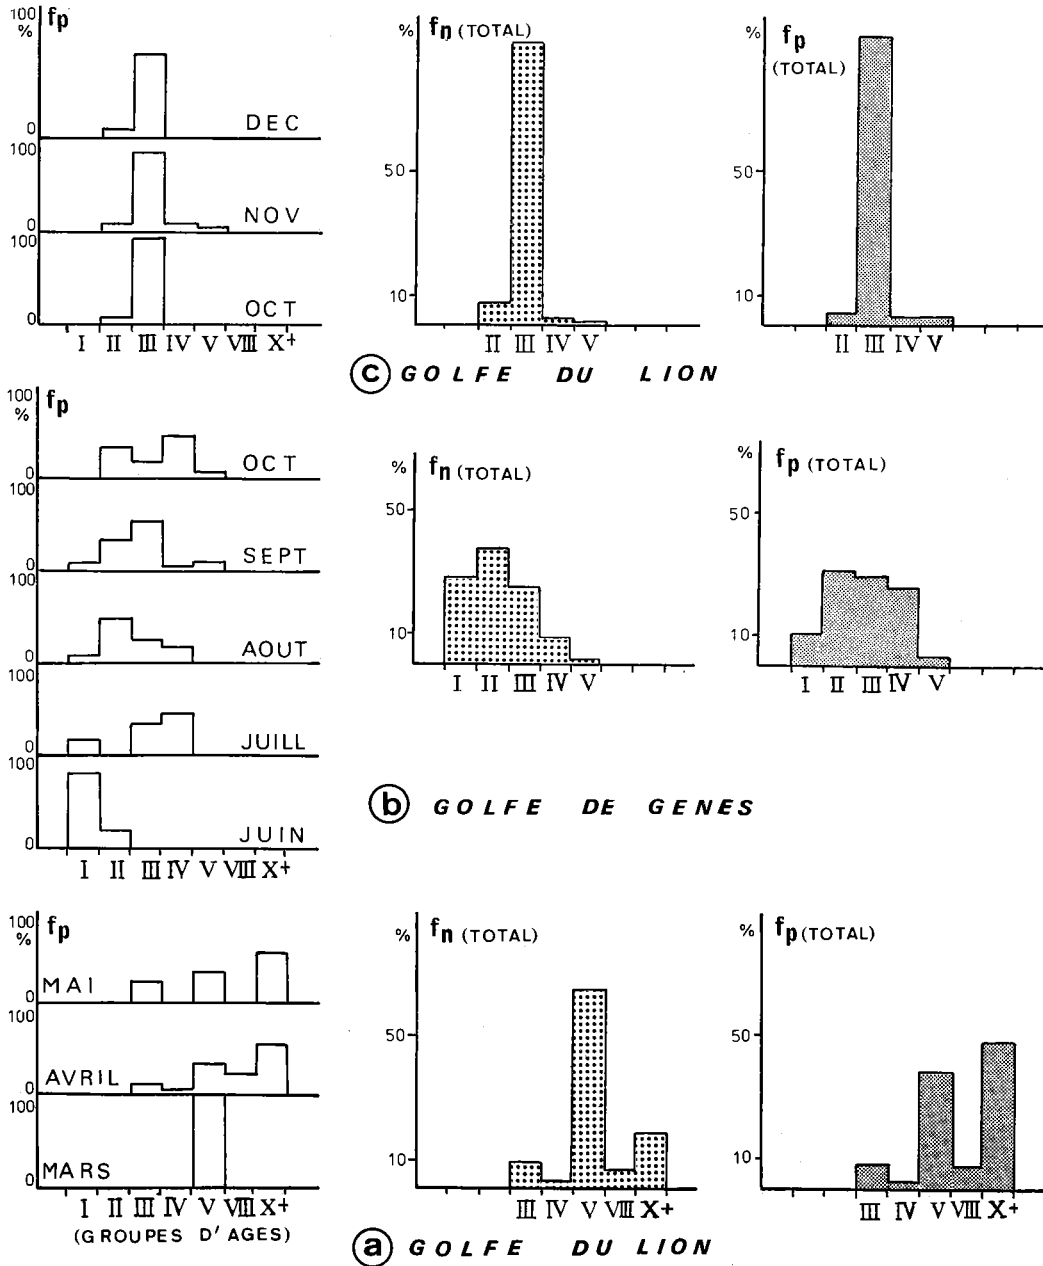 100
%
fp
0
DEC
100
0
NOV
100
0
OCT
I II III IV V VIII X+
% fn (TOTAL)
50
10
II III IV V
% fp
(TOTAL)
50
10
II III IV V
c GOLFE DU LION
100
%
fp
0
OCT
100
0
SEPT
100
0
AOUT
100
0
JUILL
100
0
JUIN
I II III IV V VIII X+
% fn (TOTAL)
50
10
I II III IV V
% fp (TOTAL)
50
10
I II III IV V
b GOLFE DE GENES
100
%
fp
0
MAI
100
0
AVRIL
100
0
MARS
I II III IV V VIII X+
(GROUPES D'AGES)
% fn (TOTAL)
50
10
III IV V VIII X+
% fp (TOTAL)
50
10
III IV V VIII X+
a GOLFE DU LION